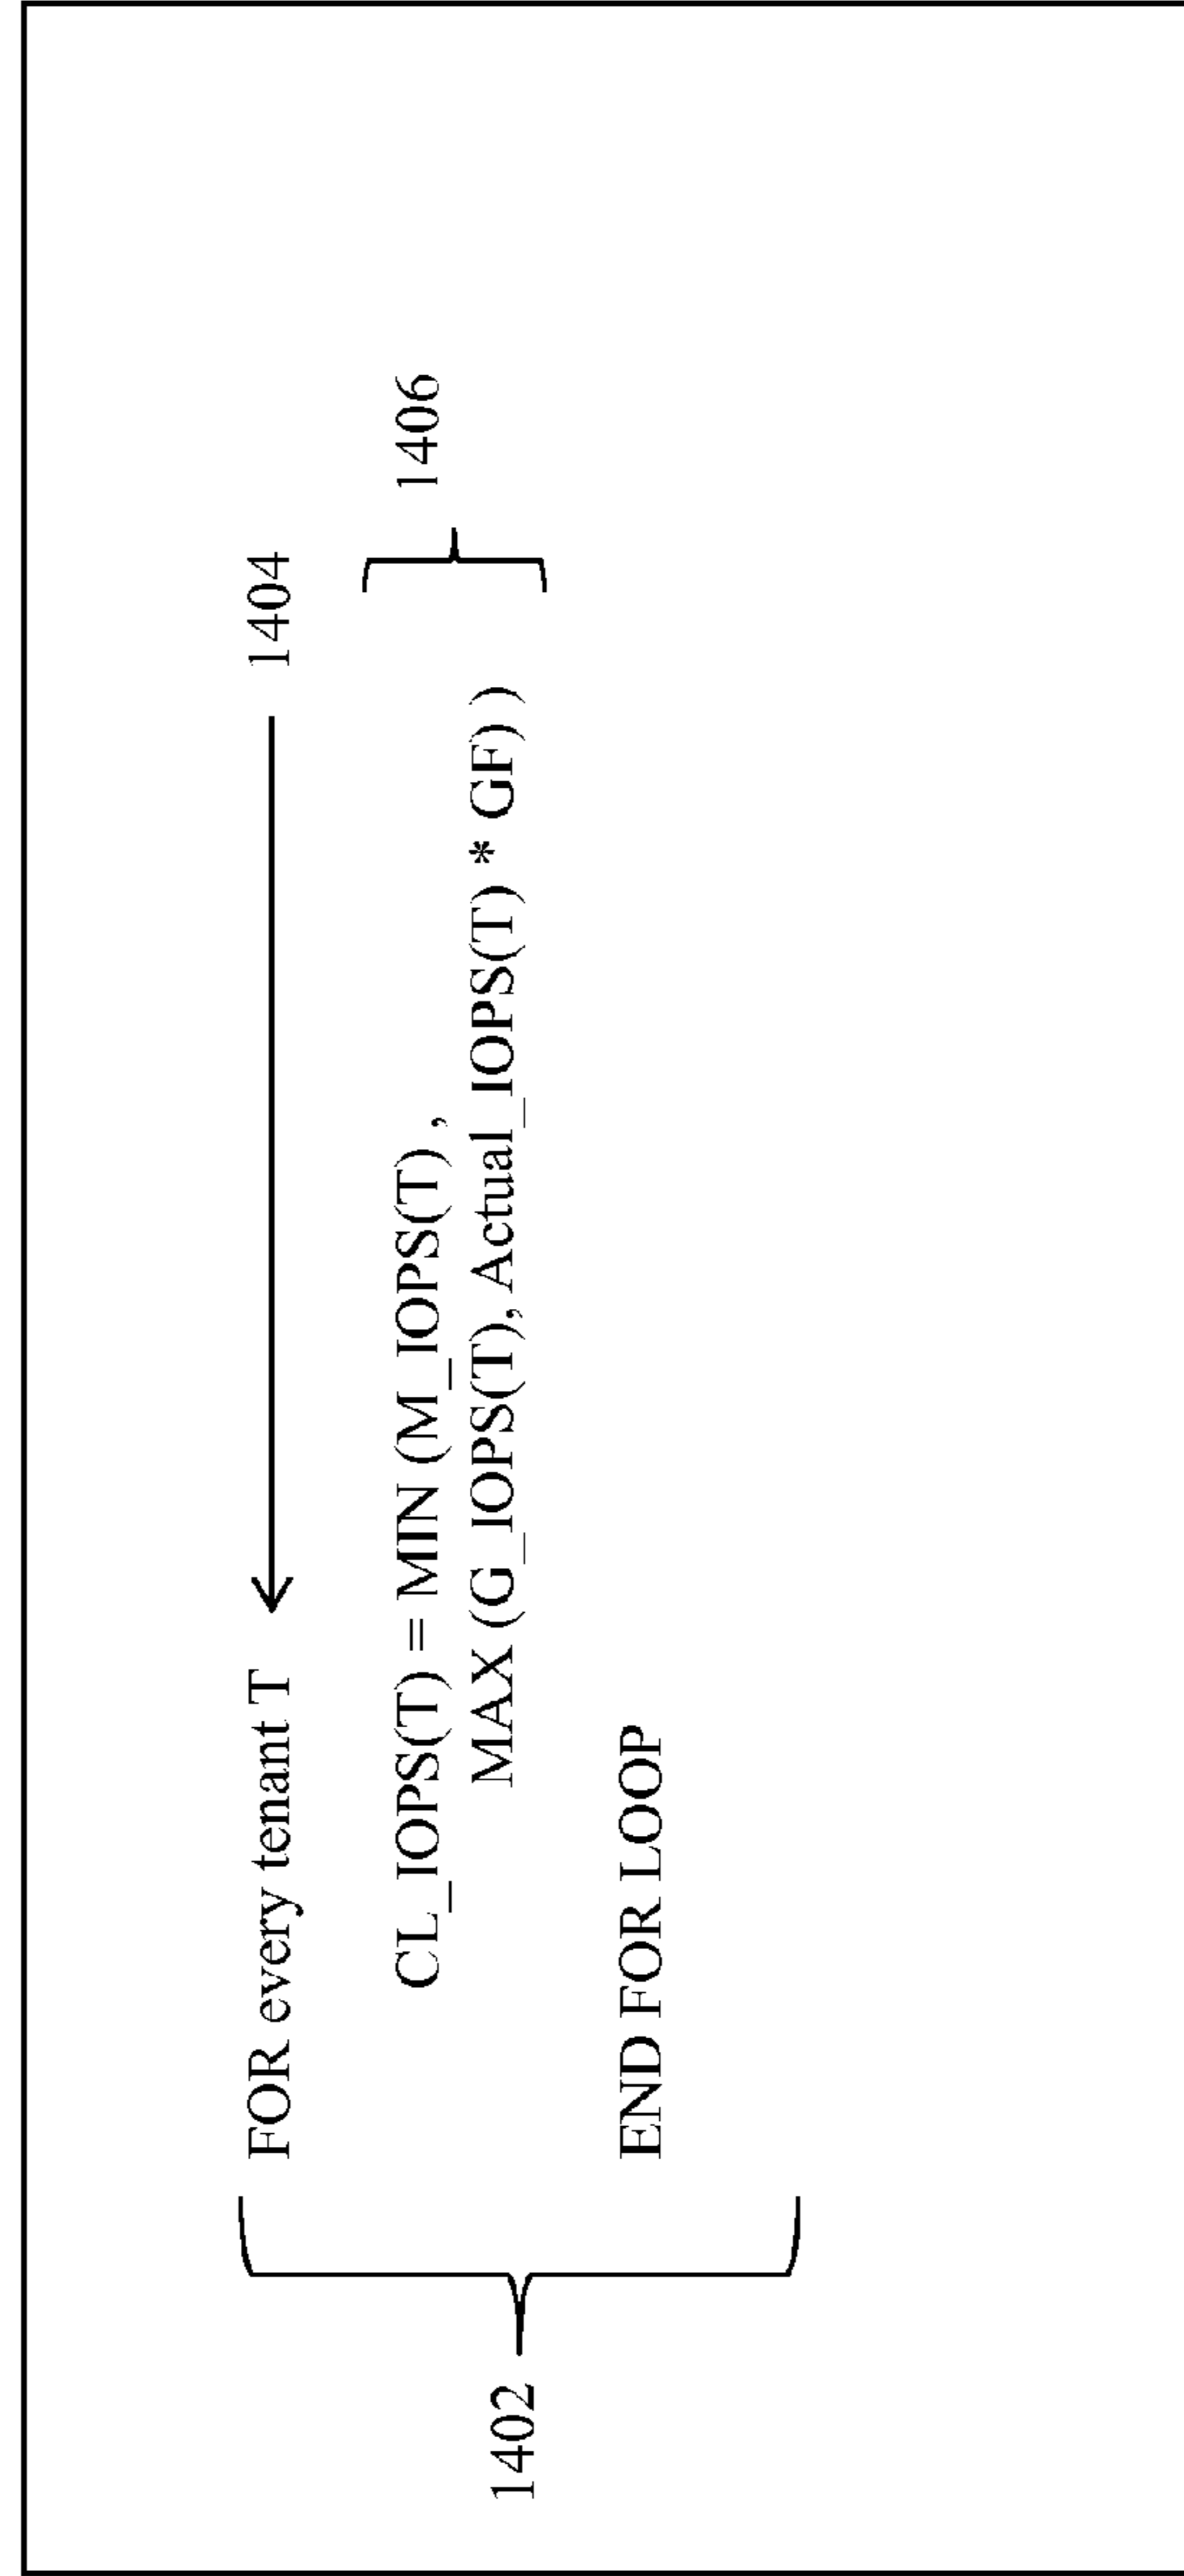 FOR every tenant T 1404
CL_IOPS(T) = MIN (M_IOPS(T) ,
MAX (G_IOPS(T), Actual_IOPS(T) * GF) )
1406
1402
END FOR LOOP